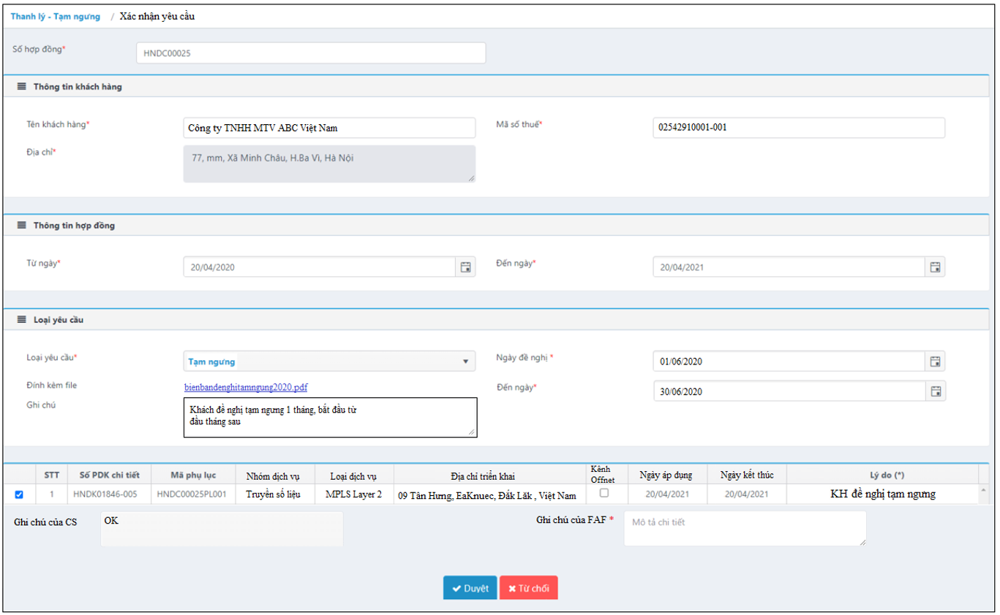 Thanh lý - Tạm ngưng / Xác nhận yêu cầu
Số hợp đồng* HNDC00025
Thông tin khách hàng
Tên khách hàng* Công ty TNHH MTV ABC Việt Nam Mã số thuế* 02542910001-001
Địa chỉ* 77, mm, Xã Minh Châu, H.Ba Vì, Hà Nội
Thông tin hợp đồng
Từ ngày* 20/04/2020 Đến ngày* 20/04/2021
Loại yêu cầu
Loại yêu cầu* Tạm ngưng Ngày đề nghị * 01/06/2020
Đính kèm file bienbandenghitamngung2020.pdf Đến ngày* 30/06/2020
Ghi chú Khách đề nghị tạm ngưng 1 tháng, bắt đầu từ
đầu tháng sau
STT Số PDK chi tiết Mã phụ lục Nhóm dịch vụ Loại dịch vụ Địa chỉ triển khai Kênh Offnet Ngày áp dụng Ngày kết thúc Lý do (*)
1 HNDK01846-005 HNDC00025PL001 Truyền số liệu MPLS Layer 2 09 Tân Hưng, EaKnuec, Đắk Lăk , Việt Nam 20/04/2021 20/04/2021 KH đề nghị tạm ngưng
Ghi chú của CS OK Ghi chú của FAF * Mô tả chi tiết
Duyệt Từ chối